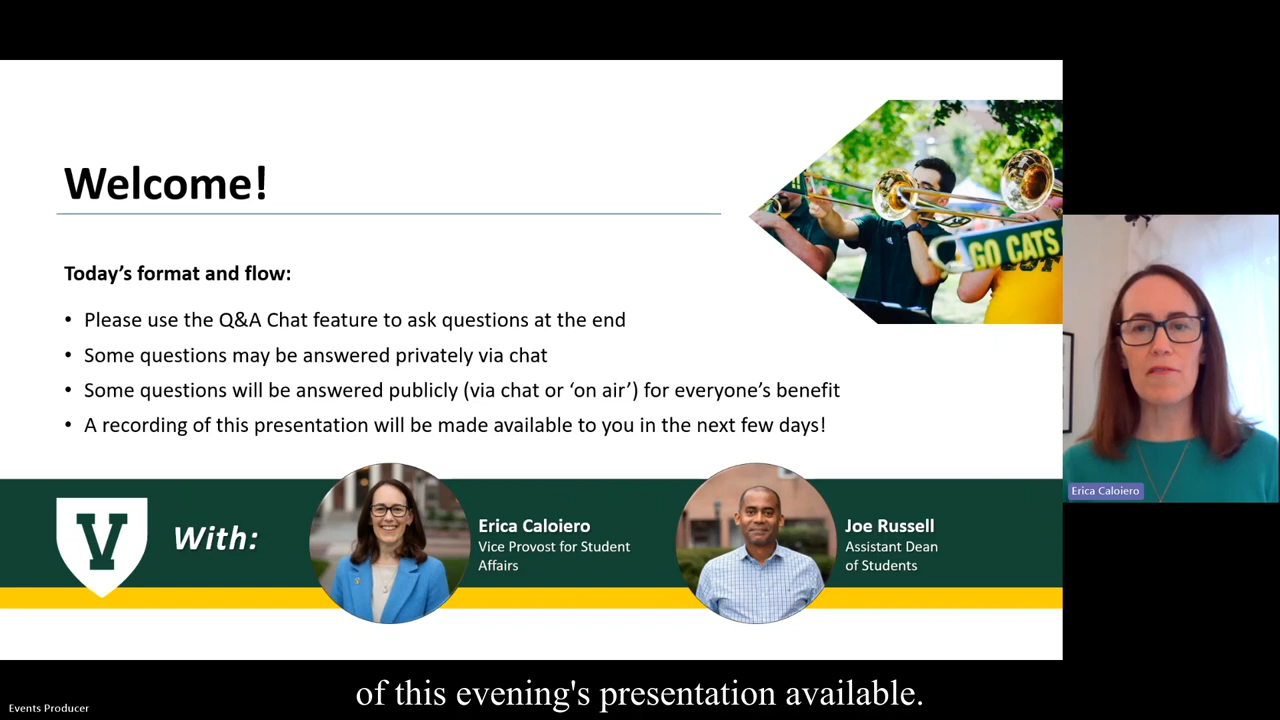 Welcome!
GO CATS
Today's format and flow:
• Please use the Q&A Chat feature to ask questions at the end
• Some questions may be answered privately via chat
• Some questions will be answered publicly (via chat or ‘on air’) for everyone's benefit
• A recording of this presentation will be made available to you in the next few days!
V
With:
Erica Caloiero
Vice Provost for Student
Affairs
Joe Russell
Assistant Dean
of Students
Erica Caloiero
of this evening's presentation available.
Events Producer